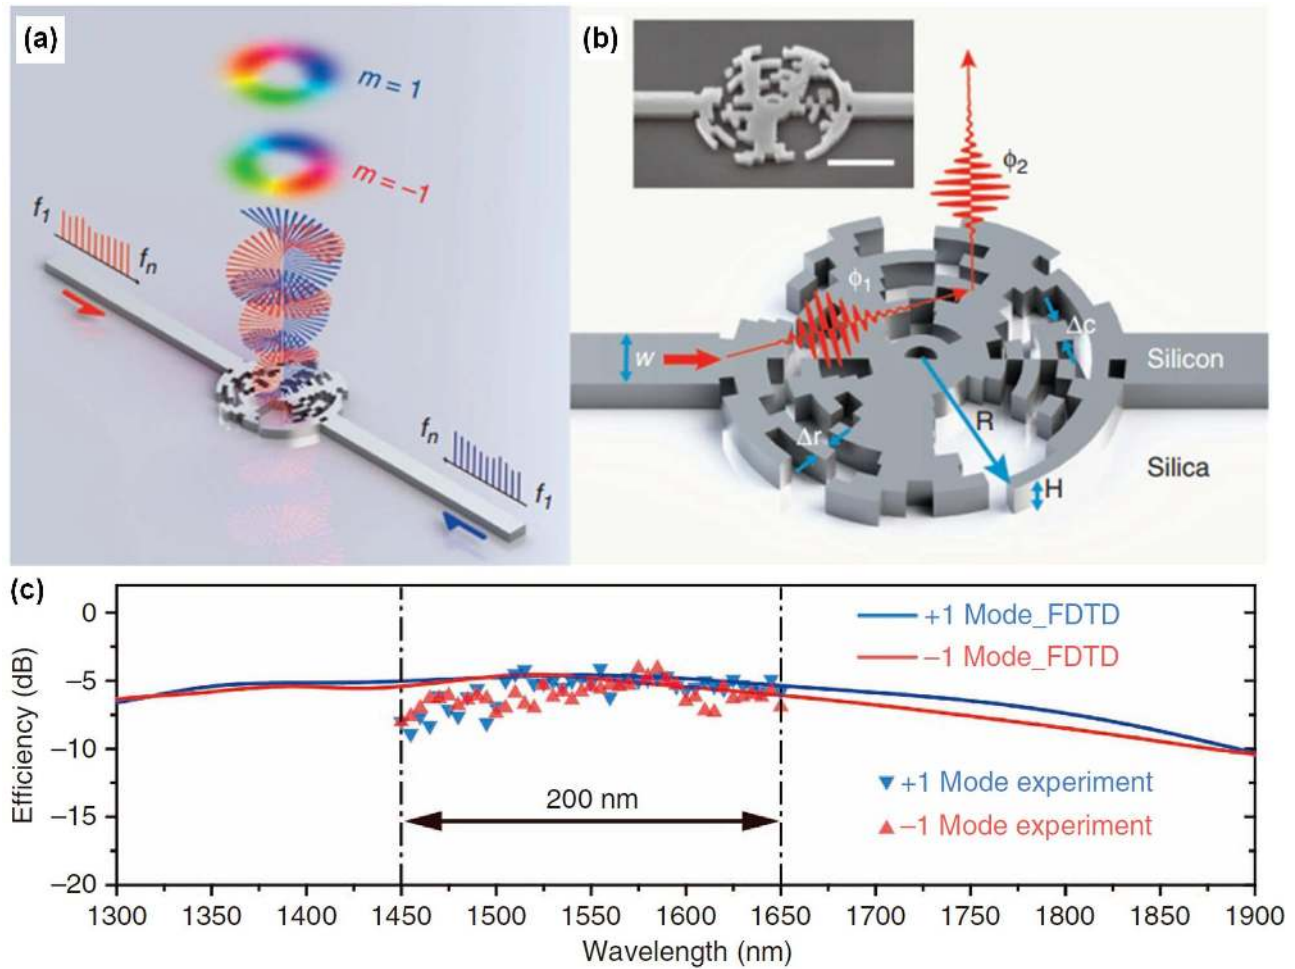 (a)
m = 1
m = −1
f1
fn
fn
f1
(b)
ϕ2
ϕ1
Δc
w
Silicon
R
Δr
H
Silica
(c)
0
−5
−10
−15
−20
Efficiency (dB)
+1 Mode_FDTD
−1 Mode_FDTD
200 nm
+1 Mode experiment
−1 Mode experiment
1300 1350 1400 1450 1500 1550 1600 1650 1700 1750 1800 1850 1900
Wavelength (nm)